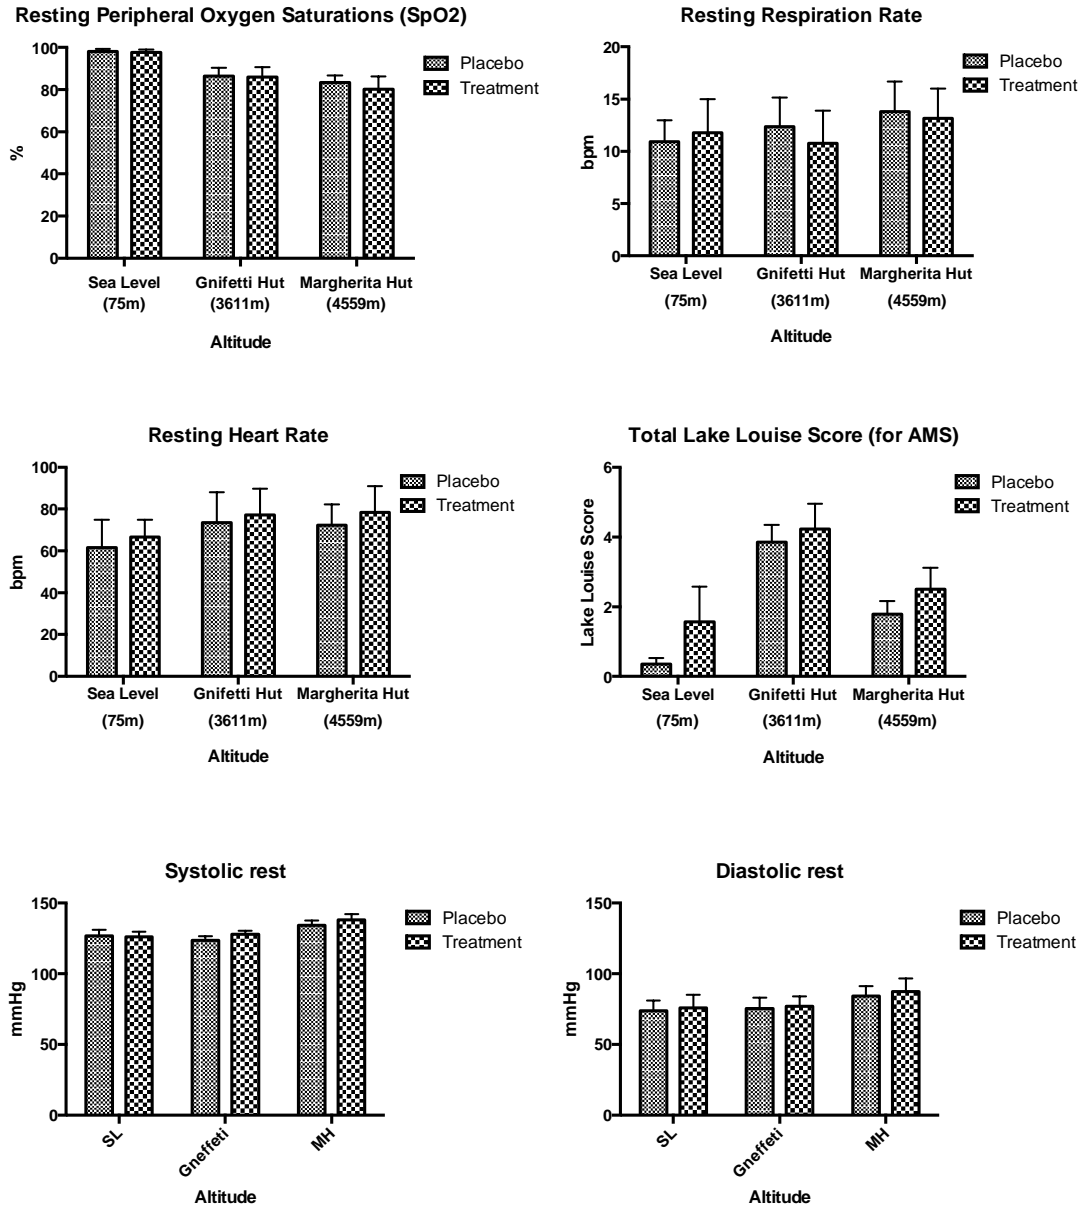 Resting Peripheral Oxygen Saturations (SpO2)
100
80
60
40
20
0
%
Placebo
Treatment
Sea Level
(75m)
Gnifetti Hut
(3611m)
Margherita Hut
(4559m)
Altitude
Resting Respiration Rate
20
15
10
5
0
bpm
Placebo
Treatment
Sea Level
(75m)
Gnifetti Hut
(3611m)
Margherita Hut
(4559m)
Altitude
Resting Heart Rate
100
80
60
40
20
0
bpm
Placebo
Treatment
Sea Level
(75m)
Gnifetti Hut
(3611m)
Margherita Hut
(4559m)
Altitude
Total Lake Louise Score (for AMS)
6
4
2
0
Lake Louise Score
Placebo
Treatment
Sea Level
(75m)
Gnifetti Hut
(3611m)
Margherita Hut
(4559m)
Altitude
Systolic rest
150
100
50
0
mmHg
Placebo
Treatment
SL
Gneffeti
MH
Altitude
Diastolic rest
150
100
50
0
mmHg
Placebo
Treatment
SL
Gneffeti
MH
Altitude